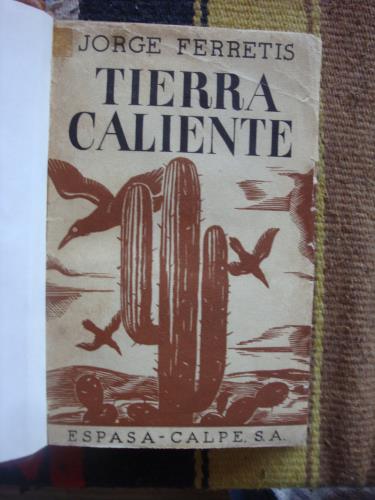 JORGE FERRETIS
TIERRA
CALIENTE
ESPASA-CALPE, S.A.